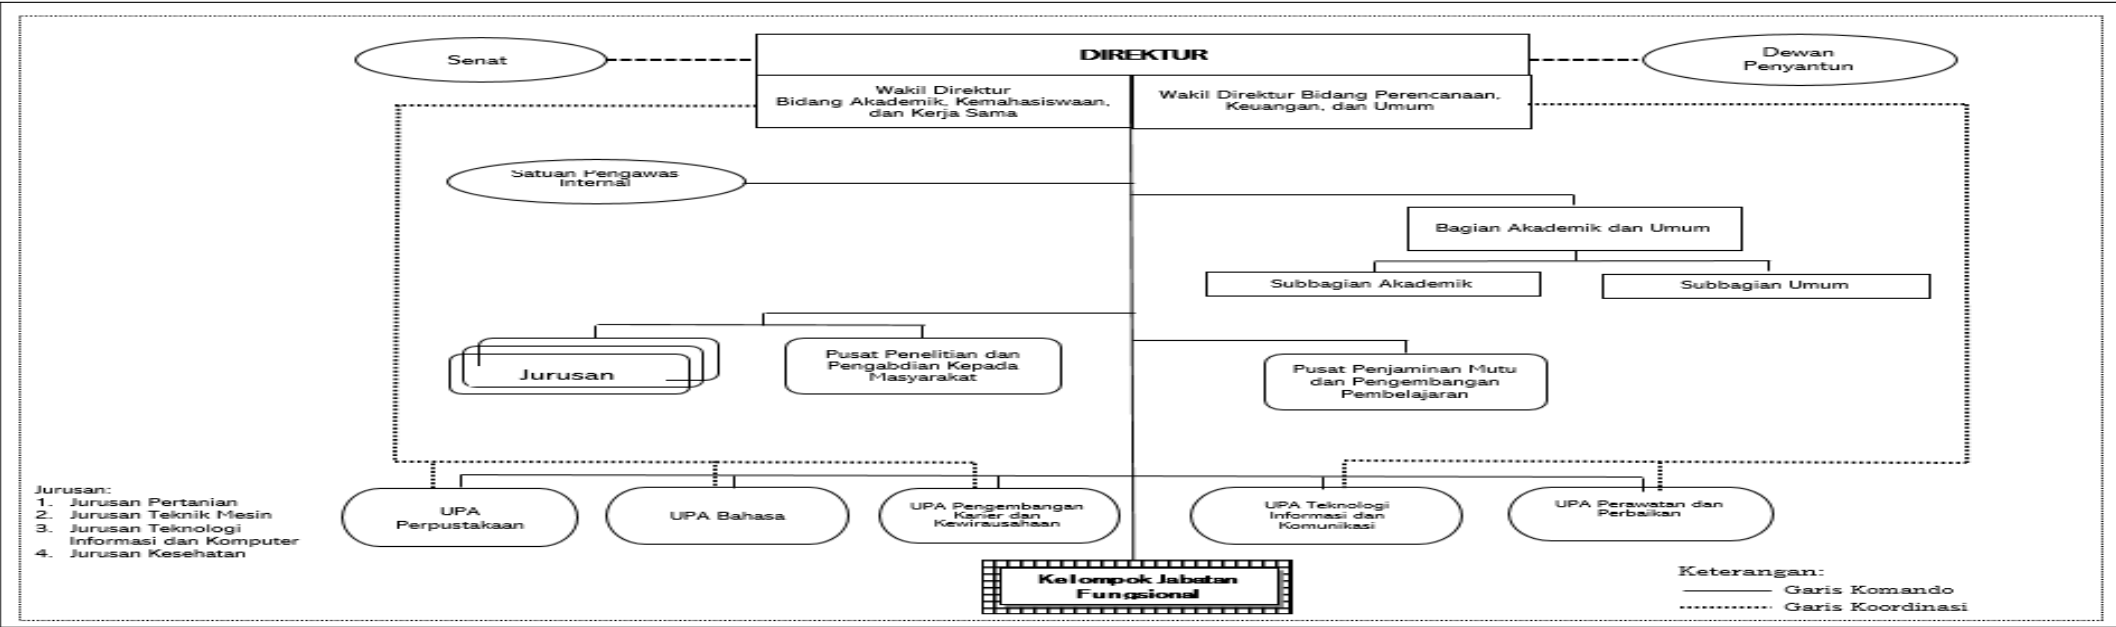 Senat
DIREKTUR
Dewan
Penyantun
Wakil Direktur
Bidang Akademik, Kemahasiswaan,
dan Kerja Sama
Wakil Direktur Bidang Perencanaan,
Keuangan, dan Umum
Satuan Pengawas
Internal
Bagian Akademik dan Umum
Subbagian Akademik
Subbagian Umum
Jurusan
Pusat Penelitian dan
Pengabdian Kepada
Masyarakat
Pusat Penjaminan Mutu
dan Pengembangan
Pembelajaran
Jurusan:
1. Jurusan Pertanian
2. Jurusan Teknik Mesin
3. Jurusan Teknologi
Informasi dan Komputer
4. Jurusan Kesehatan
UPA
Perpustakaan
UPA Bahasa
UPA Pengembangan
Karier dan
Kewirausahaan
UPA Teknologi
Informasi dan
Komunikasi
UPA Perawatan dan
Perbaikan
Kelompok Jabatan
Fungsional
Keterangan:
Garis Komando
Garis Koordinasi